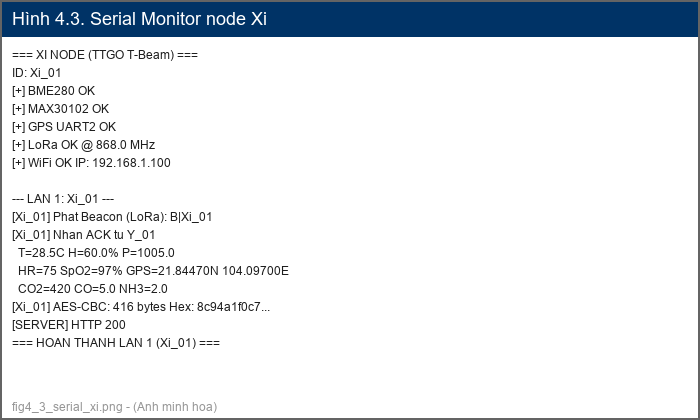 Hình 4.3. Serial Monitor node Xi
=== XI NODE (TTGO T-Beam) ===
ID: Xi_01
[+] BME280 OK
[+] MAX30102 OK
[+] GPS UART2 OK
[+] LoRa OK @ 868.0 MHz
[+] WiFi OK IP: 192.168.1.100
--- LAN 1: Xi_01 ---
[Xi_01] Phat Beacon (LoRa): B|Xi_01
[Xi_01] Nhan ACK tu Y_01
T=28.5C H=60.0% P=1005.0
HR=75 SpO2=97% GPS=21.84470N 104.09700E
CO2=420 CO=5.0 NH3=2.0
[Xi_01] AES-CBC: 416 bytes Hex: 8c94a1f0c7...
[SERVER] HTTP 200
=== HOAN THANH LAN 1 (Xi_01) ===
fig4_3_serial_xi.png - (Anh minh hoa)